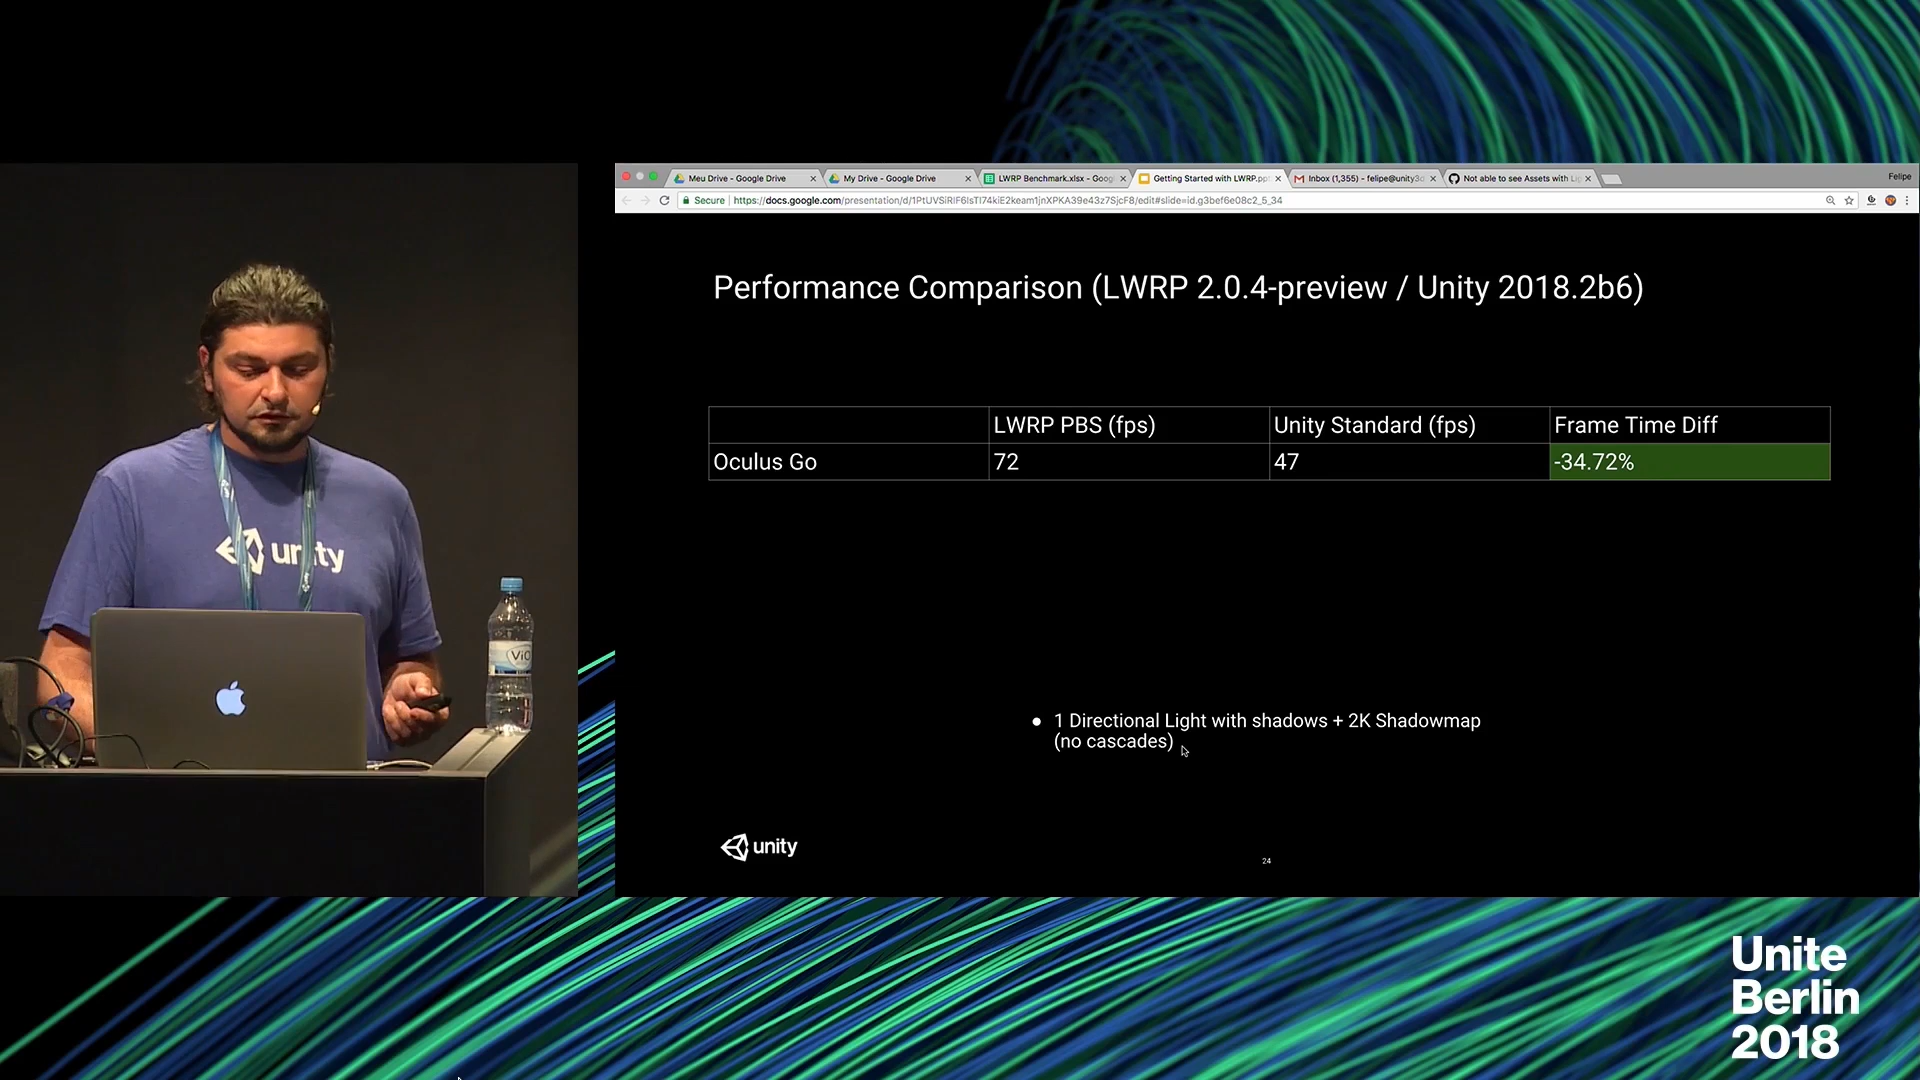 Meu Drive - Google Drive
My Drive - Google Drive
LWRP Benchmark.xlsx - Goog
Getting Started with LWRP.pp
Inbox (1,355) - felipe@unity3
Not able to see Assets with
Felipe
Secure
https://docs.google.com/presentation/d/1PtUVSiRIF6lsTl74kiE2keam1jnXPKA39e43z7SjcF8/edit#slide=id.g3bef6e08c2_5_34
Performance Comparison (LWRP 2.0.4-preview / Unity 2018.2b6)
LWRP PBS (fps)
Unity Standard (fps)
Frame Time Diff
Oculus Go
72
47
-34.72%
unity
ViO
● 1 Directional Light with shadows + 2K Shadowmap
(no cascades)
unity
24
Unite
Berlin
2018